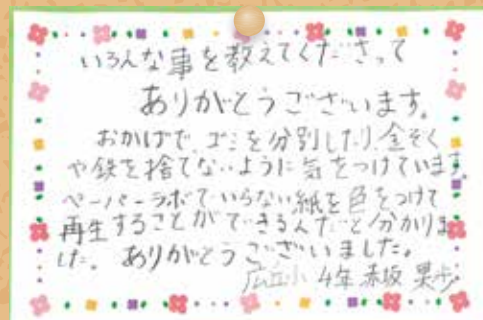 いろんな事を教えてくださって
ありがとうございます。
おかげで、ゴミを分別したり、金ぞく
や鉄を捨てないように気をつけています。
ペーパーラボでいらない紙を色をつけて
再生することができるんだと分かりま
した。ありがとうございました。
広丘小 4年 赤坂 果歩